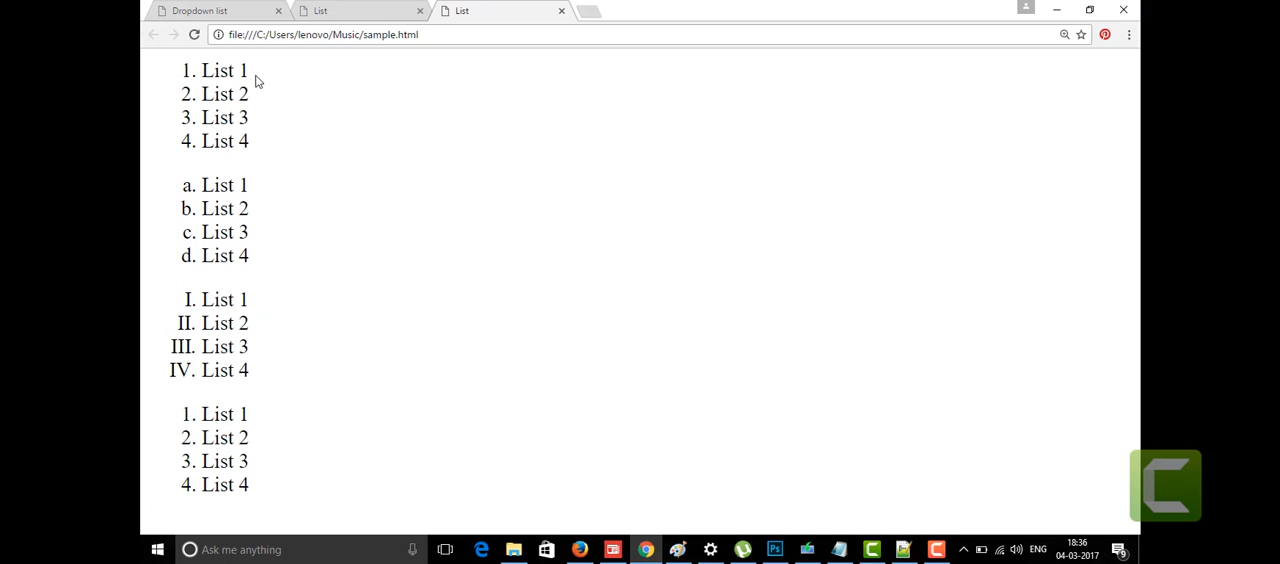 Dropdown list
List
List
file:///C:/Users/lenovo/Music/sample.html
1. List 1
2. List 2
3. List 3
4. List 4
a. List 1
b. List 2
c. List 3
d. List 4
I. List 1
II. List 2
III. List 3
IV. List 4
1. List 1
2. List 2
3. List 3
4. List 4
Ask me anything
Ps
ENG
18:36
04-03-2017
9